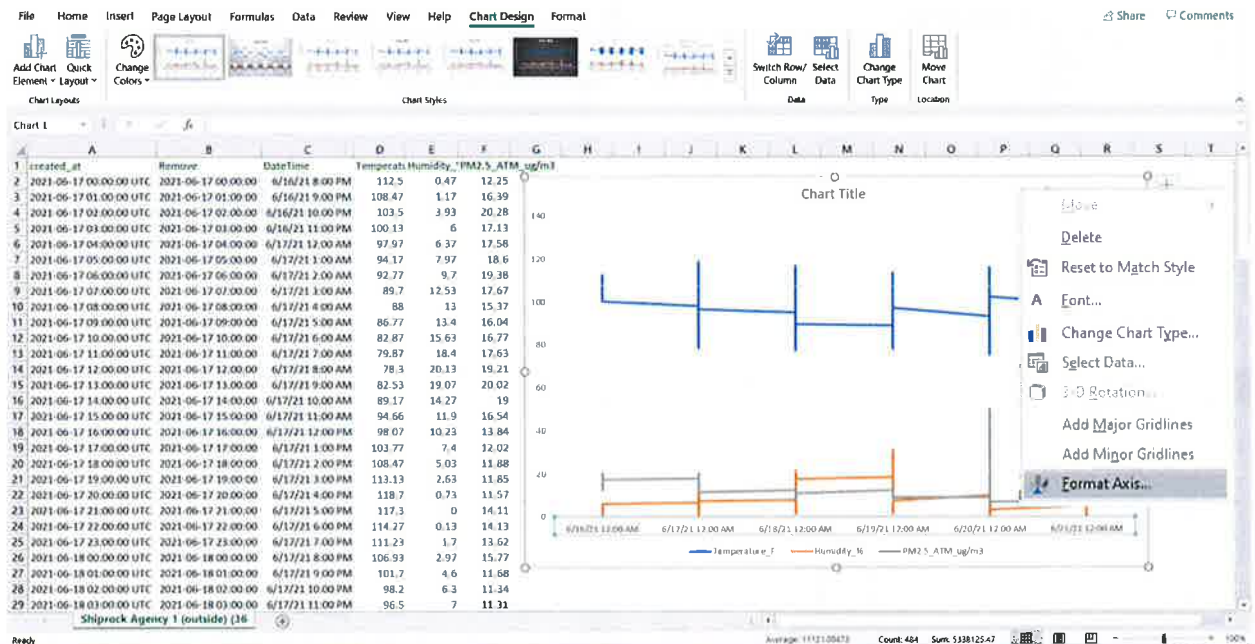 File Home Insert Page Layout Formulas Data Review View Help Chart Design Format Share Comments
Add Chart Element Quick Layout Change Colors Switch Row/ Column Select Data Change Chart Type Move Chart
Chart Layouts Chart Styles Data Type Location
Chart 1 fx
A B C D E F G H I J K L M N O P Q R S T
1 created_at Remove DateTime Temperatu Humidity_% PM2.5_ATM_ug/m3
2 2021-06-17 00:00:00 UTC 2021-06-17 00:00:00 6/16/21 8:00 PM 112.5 0.47 12.25
3 2021-06-17 01:00:00 UTC 2021-06-17 01:00:00 6/16/21 9:00 PM 108.47 1.17 16.39
4 2021-06-17 02:00:00 UTC 2021-06-17 02:00:00 6/16/21 10:00 PM 103.5 3.93 20.28
5 2021-06-17 03:00:00 UTC 2021-06-17 03:00:00 6/16/21 11:00 PM 100.13 6 17.13
6 2021-06-17 04:00:00 UTC 2021-06-17 04:00:00 6/17/21 12:00 AM 97.97 6.37 17.58
7 2021-06-17 05:00:00 UTC 2021-06-17 05:00:00 6/17/21 1:00 AM 94.17 7.97 18.6
8 2021-06-17 06:00:00 UTC 2021-06-17 06:00:00 6/17/21 2:00 AM 92.77 9.7 19.38
9 2021-06-17 07:00:00 UTC 2021-06-17 07:00:00 6/17/21 3:00 AM 89.7 12.53 17.67
10 2021-06-17 08:00:00 UTC 2021-06-17 08:00:00 6/17/21 4:00 AM 88 13 15.37
11 2021-06-17 09:00:00 UTC 2021-06-17 09:00:00 6/17/21 5:00 AM 86.77 13.4 16.04
12 2021-06-17 10:00:00 UTC 2021-06-17 10:00:00 6/17/21 6:00 AM 82.87 15.63 16.77
13 2021-06-17 11:00:00 UTC 2021-06-17 11:00:00 6/17/21 7:00 AM 79.87 18.4 17.63
14 2021-06-17 12:00:00 UTC 2021-06-17 12:00:00 6/17/21 8:00 AM 78.3 20.13 19.21
15 2021-06-17 13:00:00 UTC 2021-06-17 13:00:00 6/17/21 9:00 AM 82.53 19.07 20.02
16 2021-06-17 14:00:00 UTC 2021-06-17 14:00:00 6/17/21 10:00 AM 89.17 14.27 19
17 2021-06-17 15:00:00 UTC 2021-06-17 15:00:00 6/17/21 11:00 AM 94.66 11.9 16.54
18 2021-06-17 16:00:00 UTC 2021-06-17 16:00:00 6/17/21 12:00 PM 98.07 10.23 13.84
19 2021-06-17 17:00:00 UTC 2021-06-17 17:00:00 6/17/21 1:00 PM 103.77 7.4 12.02
20 2021-06-17 18:00:00 UTC 2021-06-17 18:00:00 6/17/21 2:00 PM 108.47 5.03 11.88
21 2021-06-17 19:00:00 UTC 2021-06-17 19:00:00 6/17/21 3:00 PM 113.13 2.63 11.85
22 2021-06-17 20:00:00 UTC 2021-06-17 20:00:00 6/17/21 4:00 PM 118.7 0.73 11.57
23 2021-06-17 21:00:00 UTC 2021-06-17 21:00:00 6/17/21 5:00 PM 117.3 0 14.11
24 2021-06-17 22:00:00 UTC 2021-06-17 22:00:00 6/17/21 6:00 PM 114.27 0.13 14.13
25 2021-06-17 23:00:00 UTC 2021-06-17 23:00:00 6/17/21 7:00 PM 111.23 1.7 13.62
26 2021-06-18 00:00:00 UTC 2021-06-18 00:00:00 6/17/21 8:00 PM 106.93 2.97 15.77
27 2021-06-18 01:00:00 UTC 2021-06-18 01:00:00 6/17/21 9:00 PM 101.7 4.6 11.68
28 2021-06-18 02:00:00 UTC 2021-06-18 02:00:00 6/17/21 10:00 PM 98.2 6.3 11.34
29 2021-06-18 03:00:00 UTC 2021-06-18 03:00:00 6/17/21 11:00 PM 96.5 7 11.31
Chart Title
140
120
100
80
60
40
20
0
6/16/21 12:00 AM 6/17/21 12:00 AM 6/18/21 12:00 AM 6/19/21 12:00 AM 6/20/21 12:00 AM 6/21/21 12:00 AM
Temperature_F Humidity_% PM2.5_ATM_ug/m3
Move
Delete
Reset to Match Style
A Font...
Change Chart Type...
Select Data...
3-D Rotation...
Add Major Gridlines
Add Minor Gridlines
Format Axis...
Shiprock Agency 1 (outside) (36
Ready Average: 11121.00473 Count: 484 Sum: 5338125.47 100%